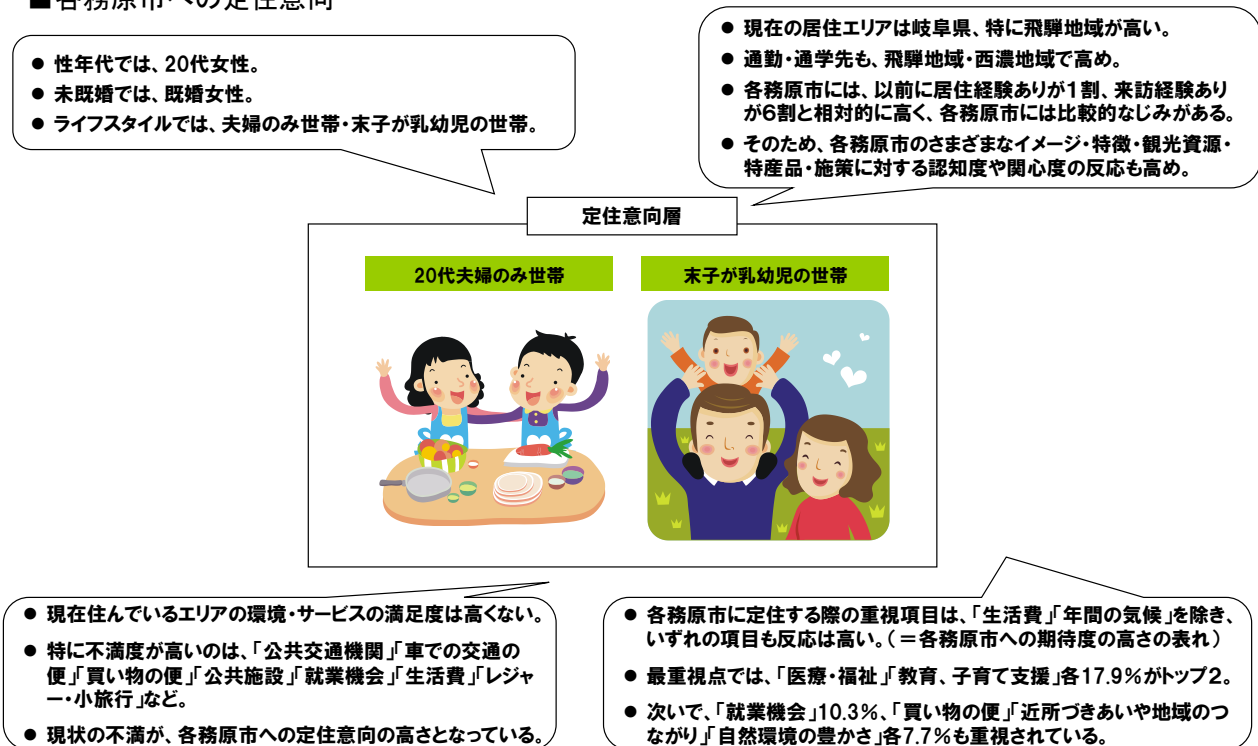 ■各務原市への定住意向
● 性年代では、20代女性。
● 未既婚では、既婚女性。
● ライフスタイルでは、夫婦のみ世帯・末子が乳幼児の世帯。
● 現在の居住エリアは岐阜県、特に飛騨地域が高い。
● 通勤・通学先も、飛騨地域・西濃地域で高め。
● 各務原市には、以前に居住経験ありが1割、来訪経験あり
が6割と相対的に高く、各務原市には比較的なじみがある。
● そのため、各務原市のさまざまなイメージ・特徴・観光資源・
特産品・施策に対する認知度や関心度の反応も高め。
定住意向層
20代夫婦のみ世帯
末子が乳幼児の世帯
● 現在住んでいるエリアの環境・サービスの満足度は高くない。
● 特に不満度が高いのは、「公共交通機関」「車での交通の
便」「買い物の便」「公共施設」「就業機会」「生活費」「レジャ
ー・小旅行」など。
● 現状の不満が、各務原市への定住意向の高さとなっている。
● 各務原市に定住する際の重視項目は、「生活費」「年間の気候」を除き、
いずれの項目も反応は高い。（＝各務原市への期待度の高さの表れ）
● 最重視点では、「医療・福祉」「教育、子育て支援」各17.9%がトップ2。
● 次いで、「就業機会」10.3%、「買い物の便」「近所づきあいや地域のつ
ながり」「自然環境の豊かさ」各7.7%も重視されている。